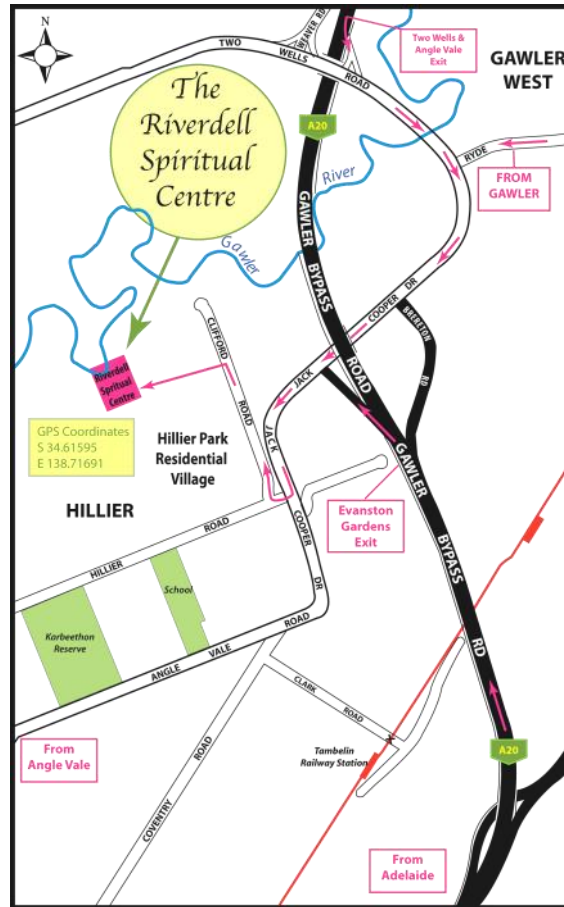 N
TWO
WELLS
ROAD
WEAVER RD
Two Wells &
Angle Vale
Exit
GAWLER
WEST
The
Riverdell
Spiritual
Centre
A20
RYDE
FROM
GAWLER
River
Gawler
GAWLER
BYPASS
ROAD
COOPER DR
JACK
BRERETON
RD
CLIFFORD
ROAD
Riverdell
Spritual
Centre
GPS Coordinates
S 34.61595
E 138.71691
Hillier Park
Residential
Village
JACK
COOPER
DR
HILLIER
HILLIER
ROAD
Evanston
Gardens
Exit
GAWLER
BYPASS
RD
School
Karbeethon
Reserve
ANGLE
VALE
ROAD
CLARK
ROAD
From
Angle Vale
Tambelin
Railway Station
A20
COVENTRY
ROAD
From
Adelaide